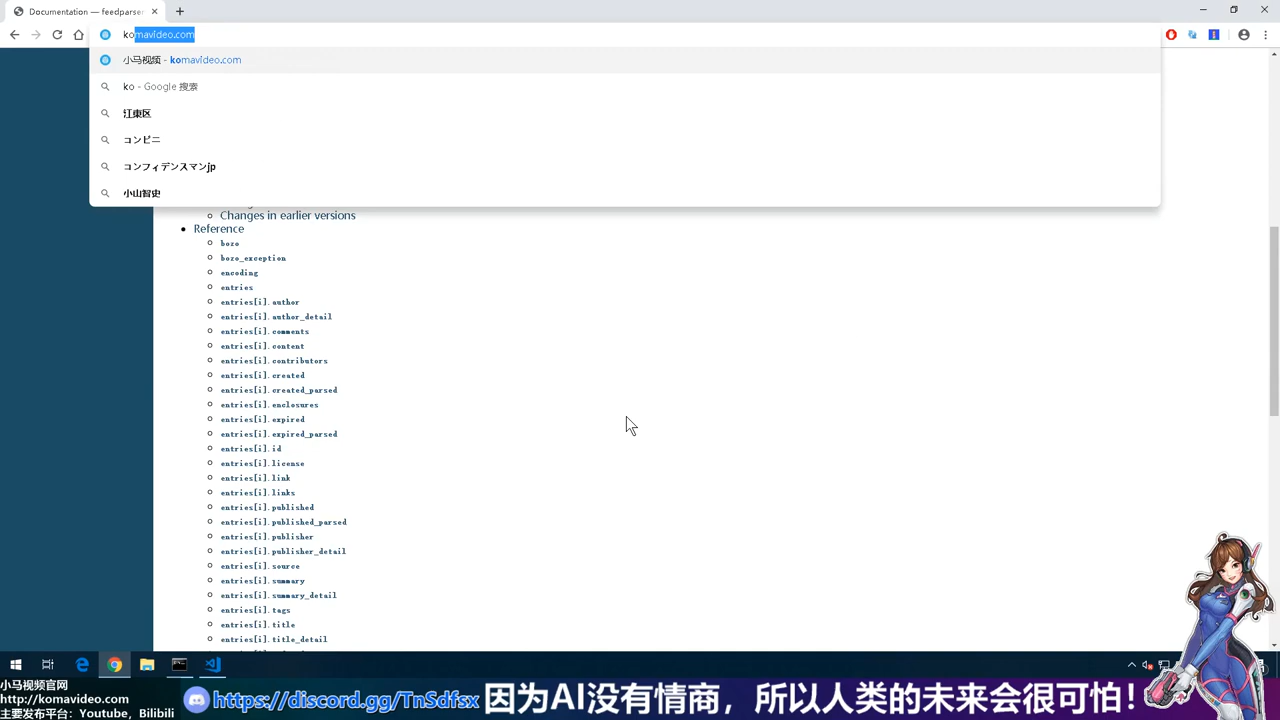 Documentation — feedparser
komavideo.com
小马视频 - komavideo.com
ko - Google 搜索
江東区
コンビニ
コンフィデンスマンjp
小山智史
Changes in earlier versions
Reference
bozo
bozo_exception
encoding
entries
entries[i].author
entries[i].author_detail
entries[i].comments
entries[i].content
entries[i].contributors
entries[i].created
entries[i].created_parsed
entries[i].enclosures
entries[i].expired
entries[i].expired_parsed
entries[i].id
entries[i].license
entries[i].link
entries[i].links
entries[i].published
entries[i].published_parsed
entries[i].publisher
entries[i].publisher_detail
entries[i].source
entries[i].summary
entries[i].summary_detail
entries[i].tags
entries[i].title
entries[i].title_detail
小马视频官网
http://komavideo.com
主要发布平台：Youtube，Bilibili
https://discord.gg/TnSdfsx 因为AI没有情商，所以人类的未来会很可怕！